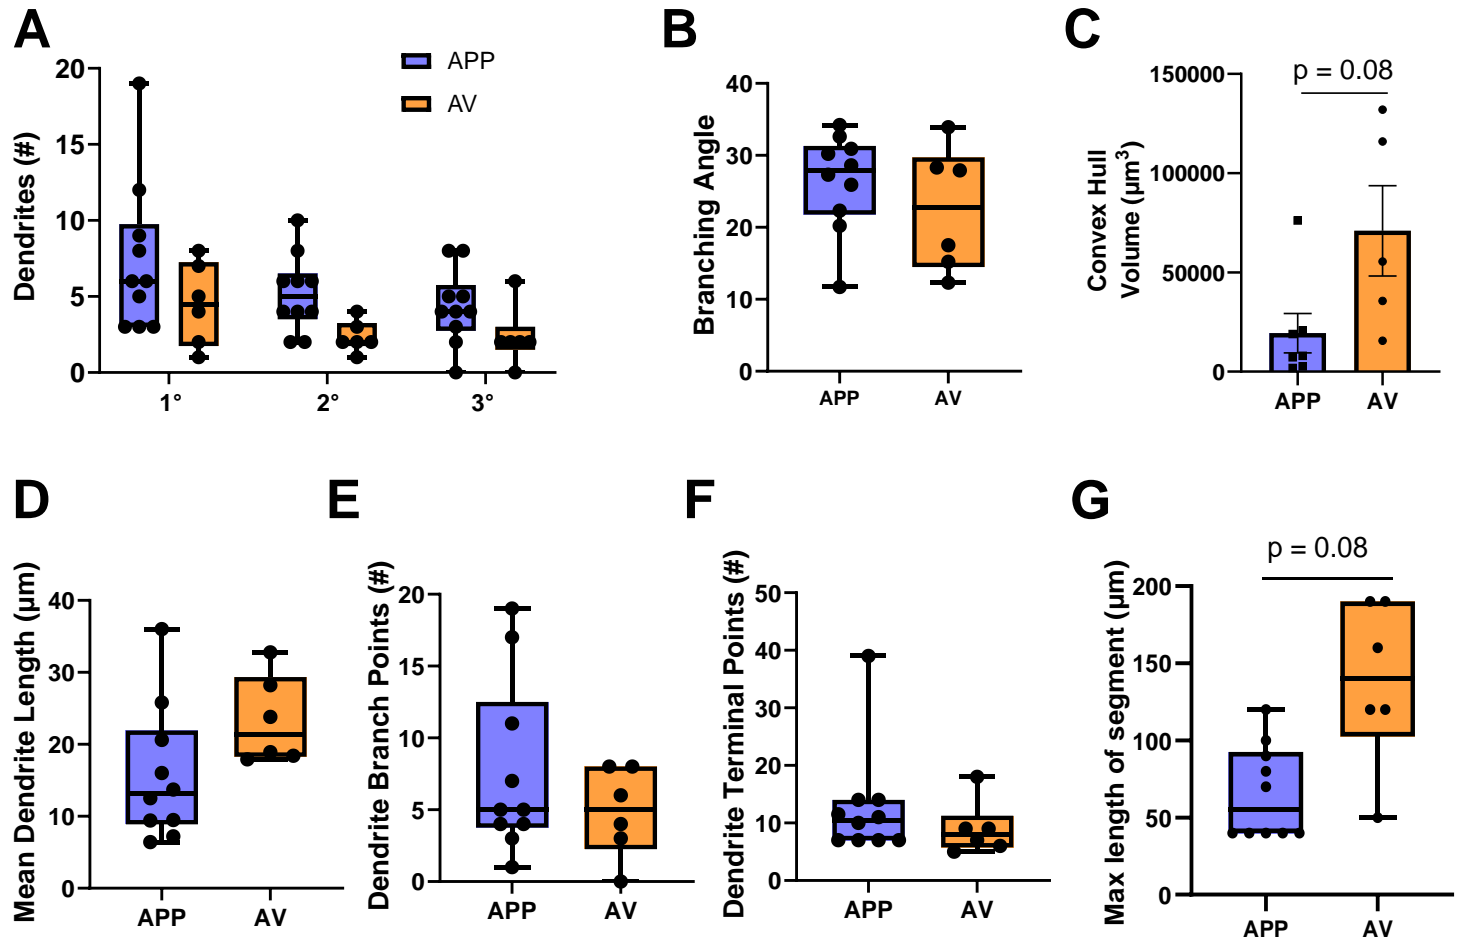 A
Dendrites (#)
20
15
10
5
0
1°
2°
3°
APP
AV
B
Branching Angle
40
30
20
10
0
APP
AV
C
Convex Hull
Volume (μm³)
150000
100000
50000
0
p = 0.08
APP
AV
D
Mean Dendrite Length (μm)
40
30
20
10
0
APP
AV
E
Dendrite Branch Points (#)
20
15
10
5
0
APP
AV
F
Dendrite Terminal Points (#)
50
40
30
20
10
0
APP
AV
G
Max length of segment (μm)
200
150
100
50
0
p = 0.08
APP
AV